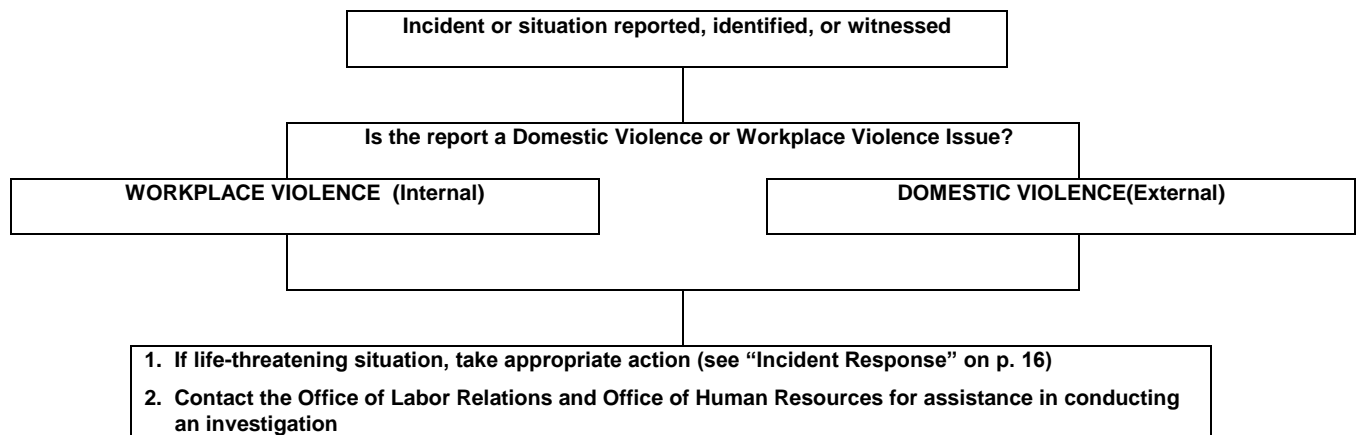 Incident or situation reported, identified, or witnessed
Is the report a Domestic Violence or Workplace Violence Issue?
WORKPLACE VIOLENCE  (Internal)
DOMESTIC VIOLENCE(External)
1.  If life-threatening situation, take appropriate action (see “Incident Response” on p. 16)
2.  Contact the Office of Labor Relations and Office of Human Resources for assistance in conducting
an investigation